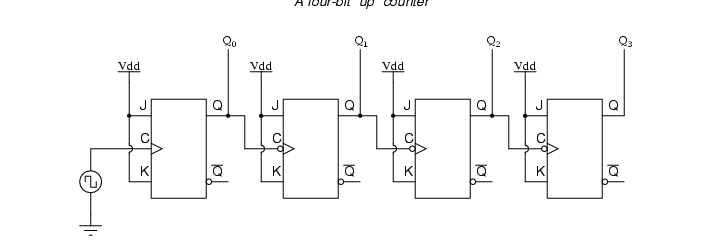 A four-bit "up" counter
Q0 Q1 Q2 Q3
Vdd Vdd Vdd Vdd
J Q J Q J Q J Q
C C C C
K Q̅ K Q̅ K Q̅ K Q̅